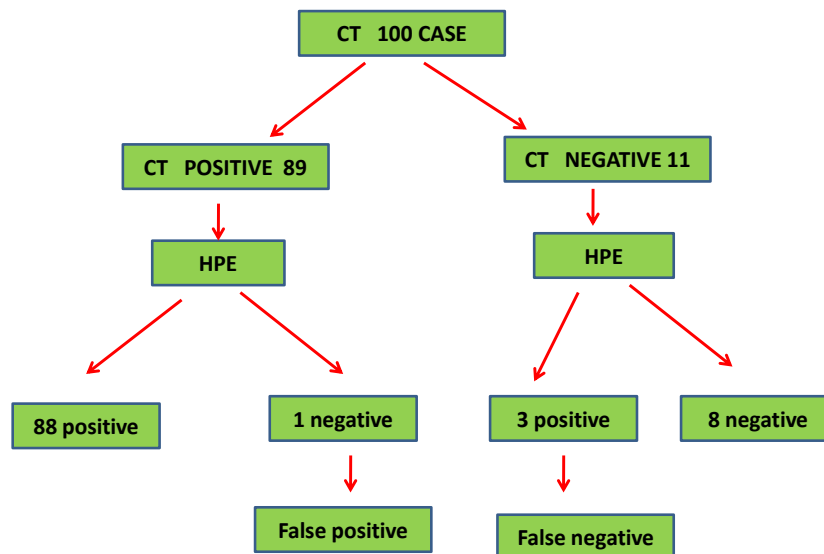 CT 100 CASE
CT POSITIVE 89
CT NEGATIVE 11
HPE
HPE
88 positive
1 negative
3 positive
8 negative
False positive
False negative